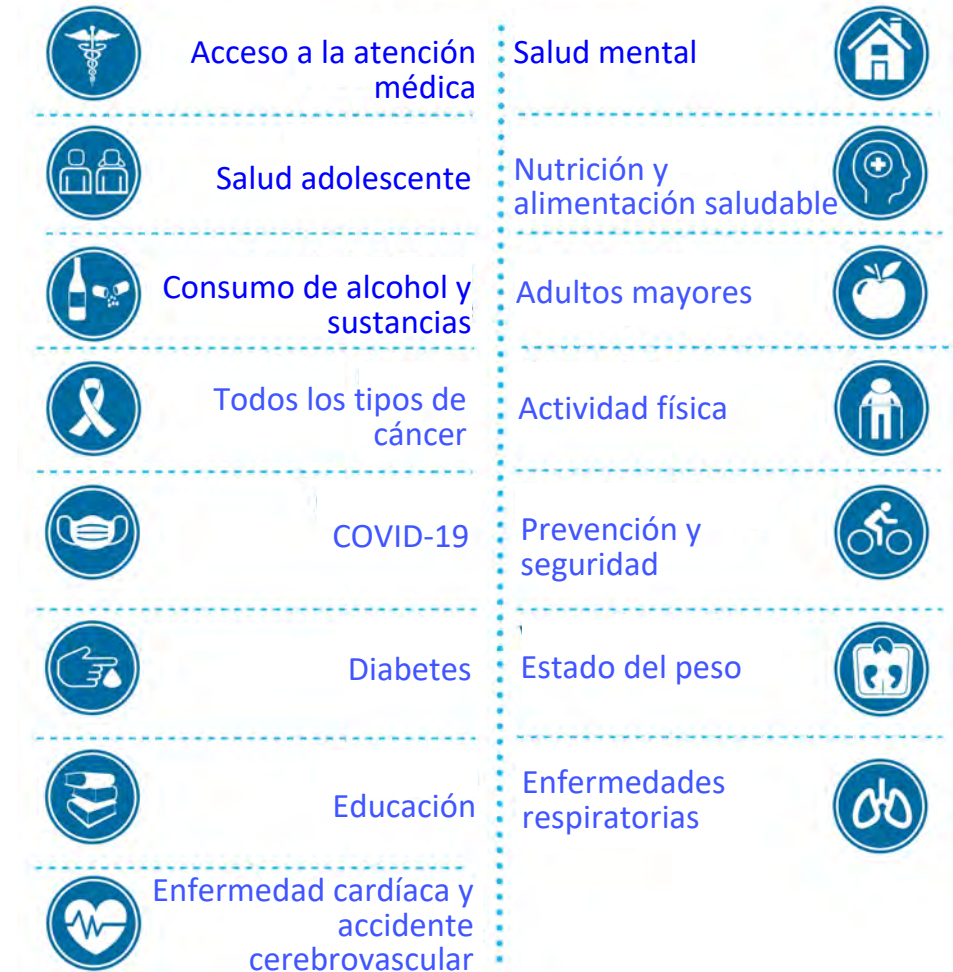 Acceso a la atención
médica
Salud adolescente
Consumo de alcohol y
sustancias
Todos los tipos de
cáncer
COVID-19
Diabetes
Educación
Enfermedad cardíaca y
accidente
cerebrovascular
Salud mental
Nutrición y
alimentación saludable
Adultos mayores
Actividad física
Prevención y
seguridad
Estado del peso
Enfermedades
respiratorias